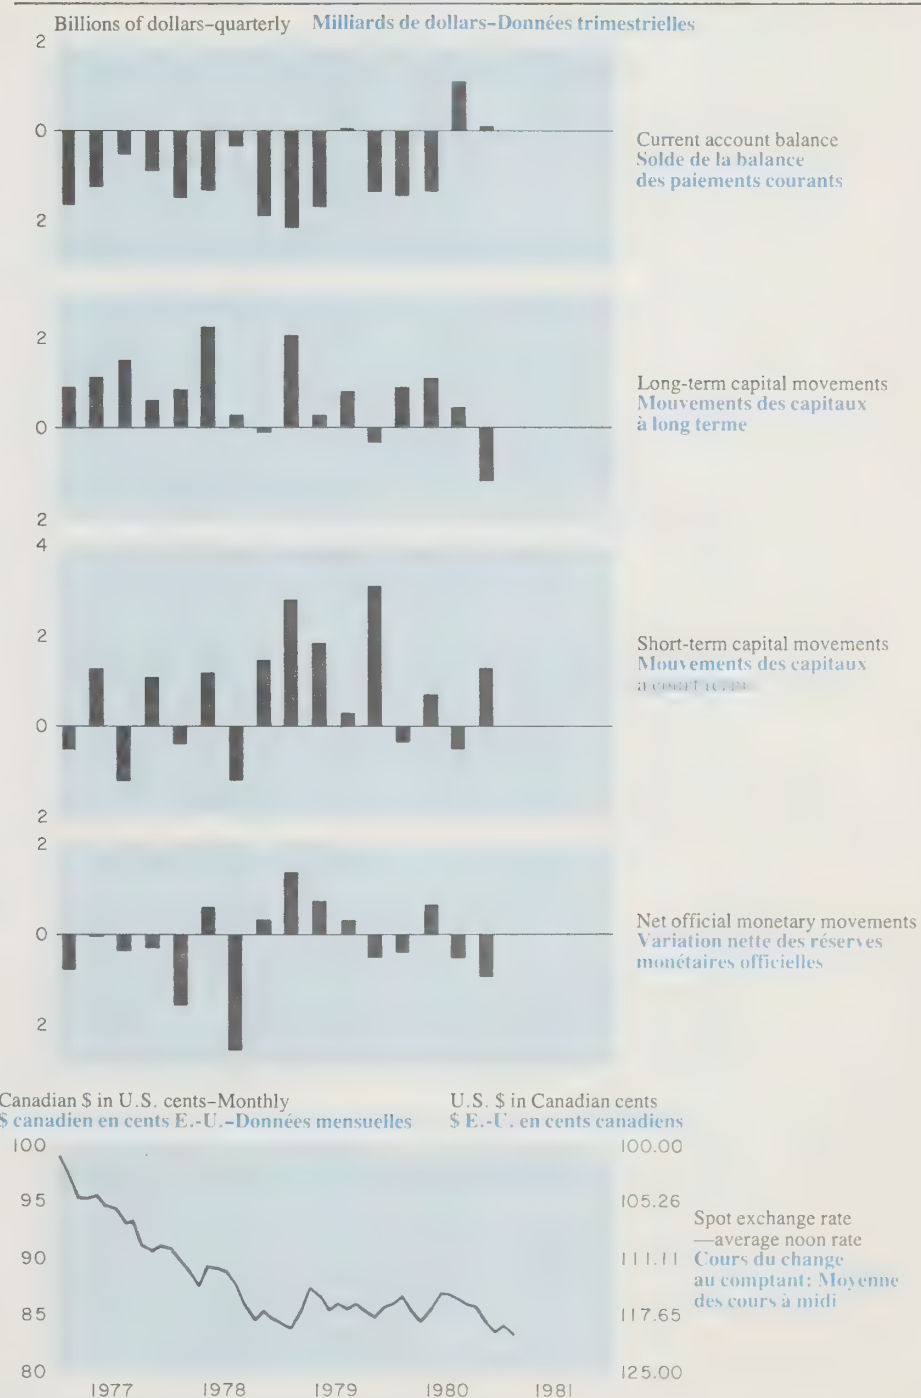 Billions of dollars–quarterly Milliards de dollars–Données trimestrielles
2
0
2
Current account balance
Solde de la balance
des paiements courants
2
0
2
Long-term capital movements
Mouvements des capitaux
à long terme
4
2
0
2
Short-term capital movements
Mouvements des capitaux
2
0
2
Net official monetary movements
Variation nette des réserves
monétaires officielles
Canadian $ in U.S. cents–Monthly U.S. $ in Canadian cents
$ canadien en cents E.-U.–Données mensuelles $ E.-U. en cents canadiens
100 100.00
95 105.26
90 111.11
85 117.65
80 125.00
Spot exchange rate
—average noon rate
Cours du change
au comptant: Moyenne
des cours à midi
1977 1978 1979 1980 1981